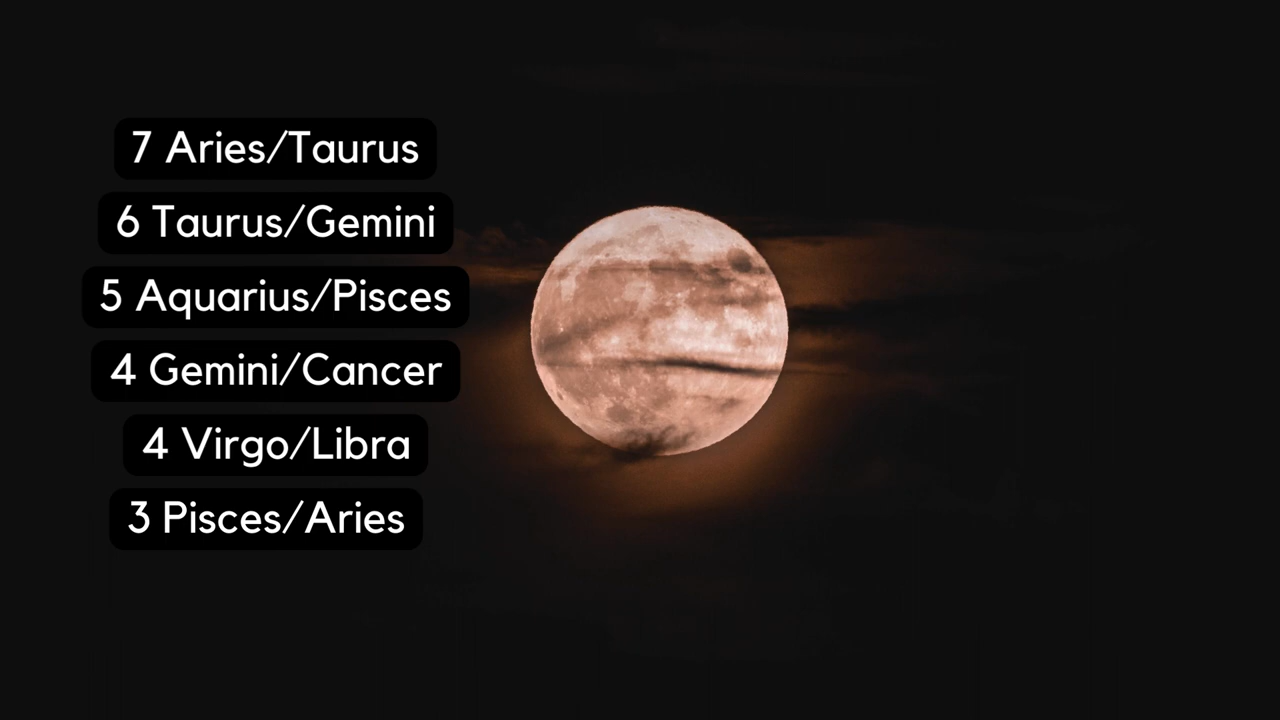 7 Aries/Taurus
6 Taurus/Gemini
5 Aquarius/Pisces
4 Gemini/Cancer
4 Virgo/Libra
3 Pisces/Aries